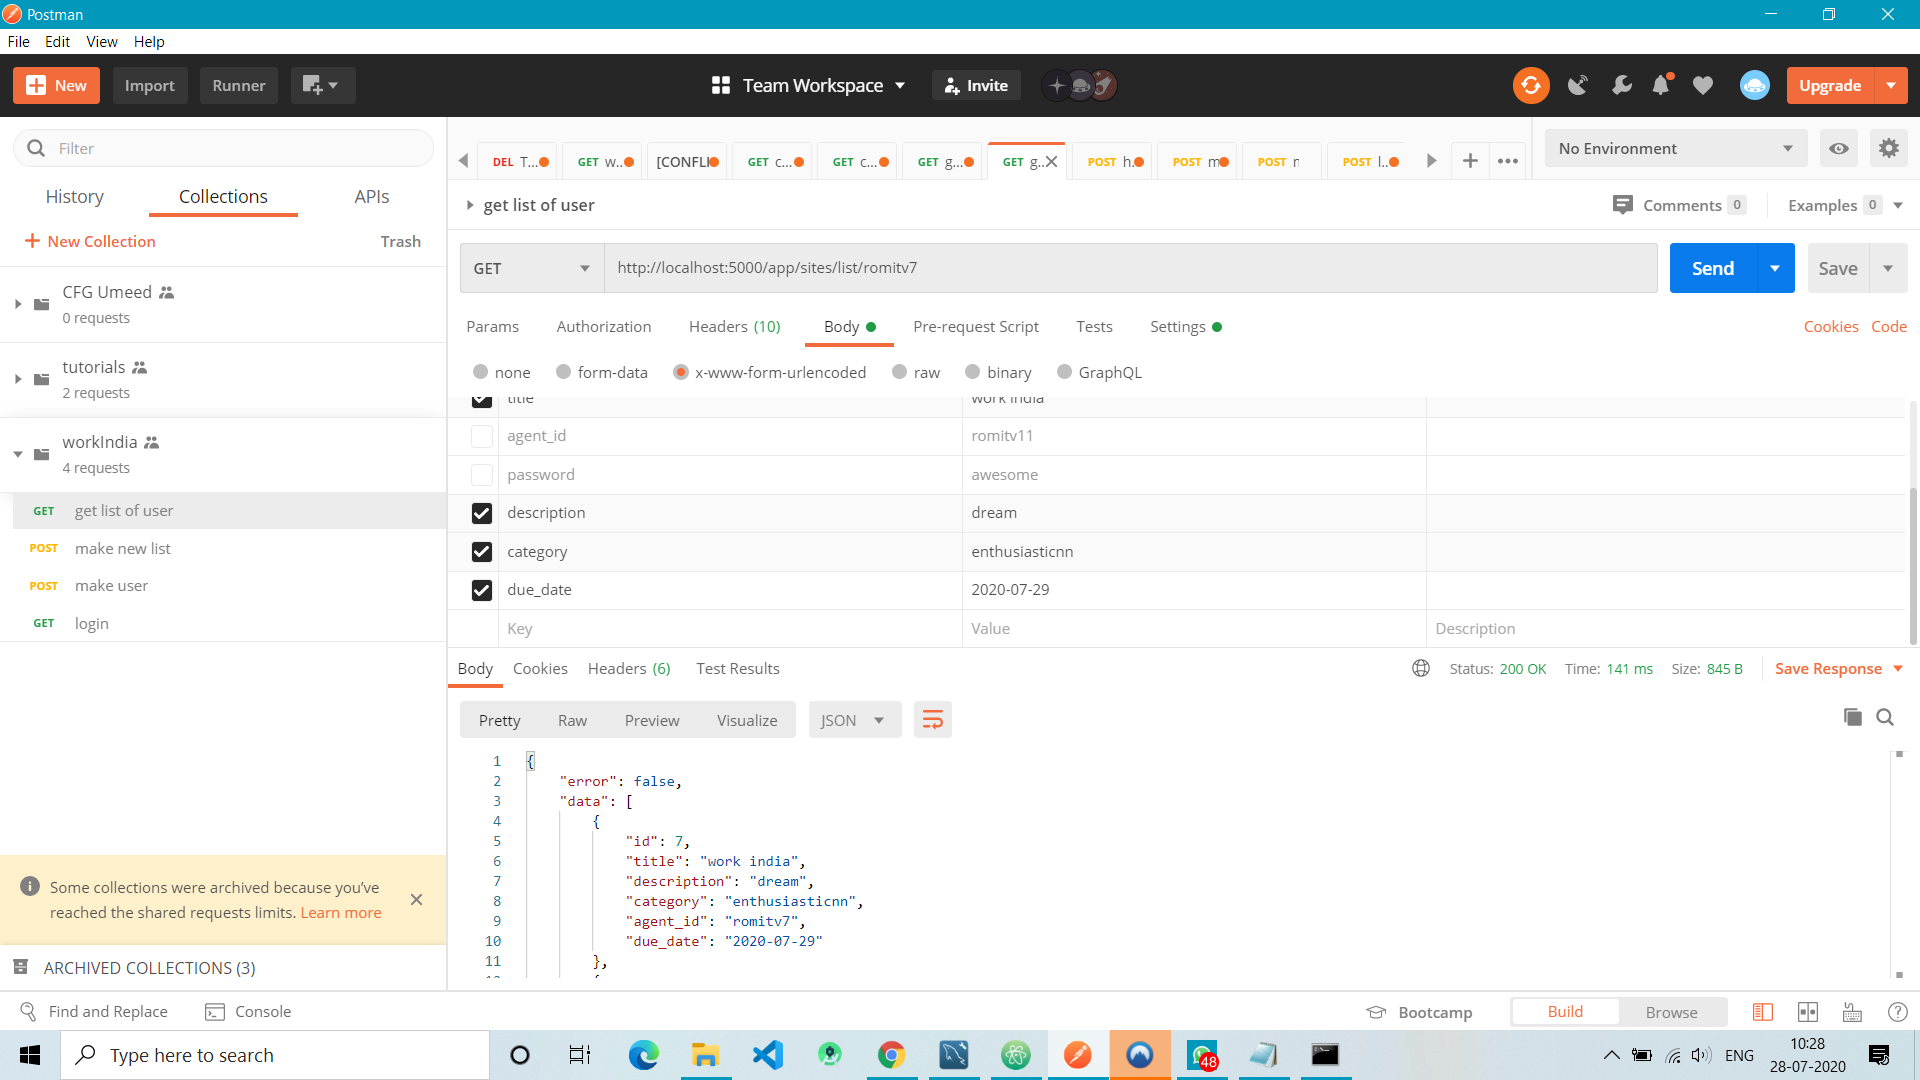 Postman
File Edit View Help
New Import Runner Team Workspace Invite Upgrade
Filter
History Collections APIs
New Collection Trash
CFG Umeed
0 requests
tutorials
2 requests
workIndia
4 requests
GET get list of user
POST make new list
POST make user
GET login
Some collections were archived because you've
reached the shared requests limits. Learn more
ARCHIVED COLLECTIONS (3)
DEL T... GET w... [CONFLI GET c... GET c... GET g... GET g... POST h. POST m POST n POST l...
No Environment
get list of user
Comments 0 Examples 0
GET http://localhost:5000/app/sites/list/romitv7 Send Save
Params Authorization Headers (10) Body Pre-request Script Tests Settings Cookies Code
none form-data x-www-form-urlencoded raw binary GraphQL
title work india
agent_id romitv11
password awesome
description dream
category enthusiasticnn
due_date 2020-07-29
Key Value Description
Body Cookies Headers (6) Test Results Status: 200 OK Time: 141 ms Size: 845 B Save Response
Pretty Raw Preview Visualize JSON
1 {
2 "error": false,
3 "data": [
4 {
5 "id": 7,
6 "title": "work india",
7 "description": "dream",
8 "category": "enthusiasticnn",
9 "agent_id": "romitv7",
10 "due_date": "2020-07-29"
11 },
12 {
Find and Replace Console Bootcamp Build Browse
Type here to search
48
ENG
10:28
28-07-2020
3